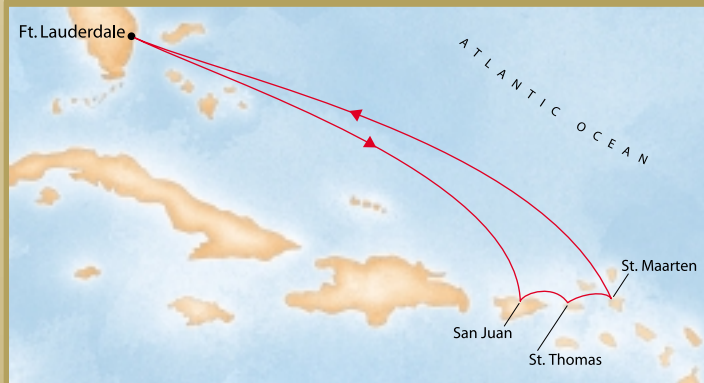 Ft. Lauderdale
ATLANTIC OCEAN
St. Maarten
San Juan
St. Thomas